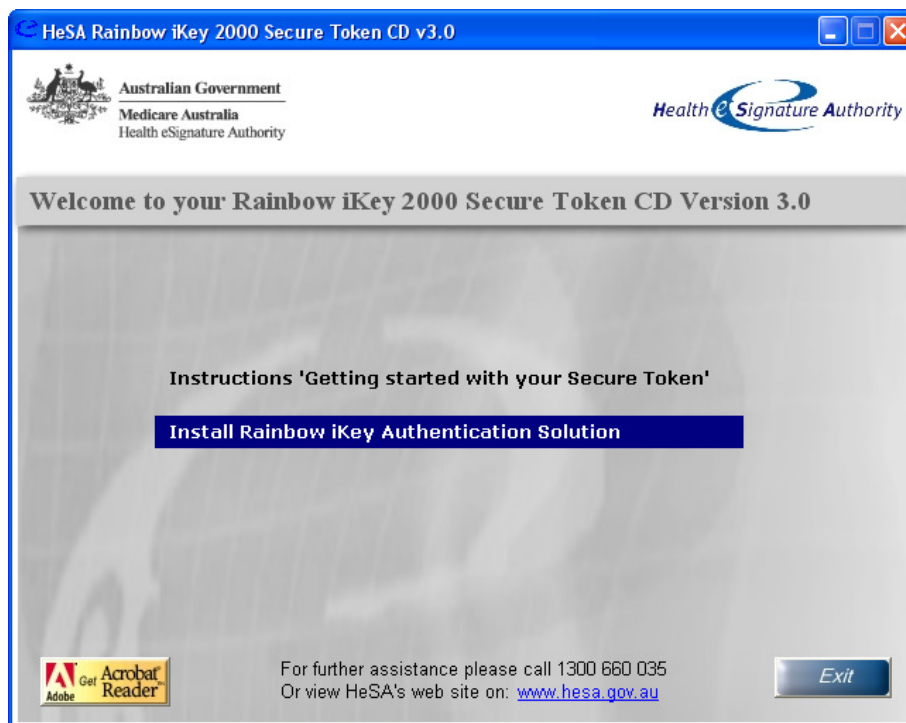 HeSA Rainbow iKey 2000 Secure Token CD v3.0
Australian Government
Medicare Australia
Health eSignature Authority
Health eSignature Authority
Welcome to your Rainbow iKey 2000 Secure Token CD Version 3.0
Instructions 'Getting started with your Secure Token'
Install Rainbow iKey Authentication Solution
Get Acrobat
Adobe Reader
For further assistance please call 1300 660 035
Or view HeSA's web site on: www.hesa.gov.au
Exit